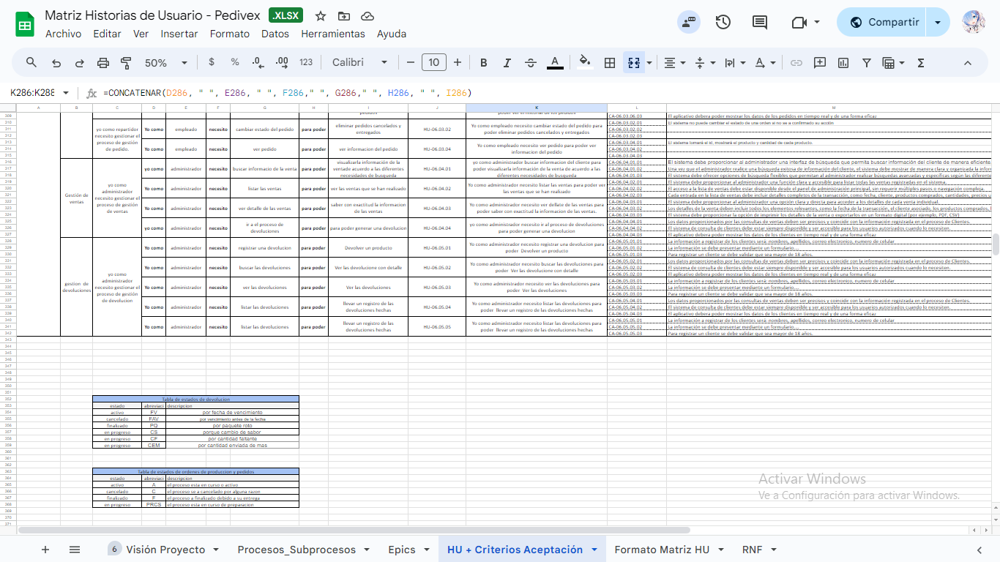 Matriz Historias de Usuario - Pedivex .XLSX
Archivo Editar Ver Insertar Formato Datos Herramientas Ayuda
Compartir
50% $ % .0 .00 123 Calibri 10 B I A
K286:K288 fx =CONCATENAR(D286, " ", E286, " ", F286," ", G286," ", H286, " ", I286)
A B C D E F G H I J K L M
CA-06.03.06.03 El aplicativo debera poder mostrar los datos de los pedidos en tiempo real y de una forma eficaz
yo como repartidor necesito gestionar el proceso de gestión de pedido.
Yo como empleado necesito cambiar estado del pedido para poder eliminar pedidos cancelados y entregados HU-06.03.02 Yo como empleado necesito cambiar estado del pedido para poder eliminar pedidos cancelados y entregados
CA-06.03.02.01 El sistema no puede cambiar el estado de una orden si no se a confirmado su acción
CA-06.03.02.02
CA-06.03.02.03
Yo como empleado necesito ver pedido para poder ver informacion del pedido HU-06.03.04 Yo como empleado necesito ver pedido para poder ver informacion del pedido
CA-06.03.04.01 El sistema tomará el id, mostrará el producto y cantidad de cada producto.
CA-06.03.04.02
CA-06.03.04.03
Gestión de ventas
yo como administrador necesito gestionar el proceso de gestión de ventas
yo como administrador necesito buscar informacio de la venta para poder visualizarla información de la ventade acuerdo a las diferentes necesidades de busqueda HU-06.04.01 yo como administrador necesito buscar informacion del cliente para poder visualizarla información de la venta de acuerdo a las diferentes necesidades de busqueda
CA-06.04.01.01 El sistema debe proporcionar al administrador una interfaz de búsqueda que permita buscar información del cliente de manera eficiente
CA-06.04.01.02 Una vez que el administrador realice una búsqueda exitosa de información del cliente, el sistema debe mostrar de manera clara y organizada la infor
CA-06.04.01.03 El sistema debe ofrecer opciones de búsqueda flexibles que permitan al administrador realizar búsquedas avanzadas y específicas según las diferente
Yo como administrador necesito listar las ventas para poder ver las ventas que se han realizado HU-06.04.02 Yo como administrador necesito listar las ventas para poder ver las ventas que se han realizado
CA-06.04.02.01 El sistema debe proporcionar al administrador una función clara y accesible para listar todas las ventas registradas en el sistema.
CA-06.04.02.02 El acceso a la lista de ventas debe estar disponible desde el panel de administración principal, sin requerir múltiples pasos o navegación compleja.
CA-06.04.02.03 Cada entrada en la lista de ventas debe incluir detalles completos de la transacción, como fecha, cliente, productos comprados, cantidades, precios u
Yo como administrador necesito ver detalle de las ventas para poder saber con exactitud la informacion de las ventas HU-06.04.03 Yo como administrador necesito ver dellate de las ventas para poder saber con exactitud la informacion de las ventas.
CA-06.04.03.01 El sistema debe proporcionar al administrador una opción clara y directa para acceder a los detalles de cada venta individual.
CA-06.04.03.02 Los detalles de la venta deben incluir todos los elementos relevantes, como la fecha de la transacción, el cliente asociado, los productos comprados,
CA-06.04.03.03 El sistema debe proporcionar la opción de imprimir los detalles de la venta o exportarlos en un formato digital (por ejemplo, PDF, CSV)
yo como administrador necesito ir a el proceso de devoluciones para poder para poder generar una devolucion HU-06.04.04 yo como administrador necesito ir al proceso de devoluciones para poder generar una devolucion
CA-06.04.04.01 Los datos proporcionados por las consultas de ventas deben ser precisos y coincidir con la información registrada en el proceso de Clientes.
CA-06.04.04.02 El sistema de consulta de clientes debe estar siempre disponible y ser accesible para los usuarios autorizados cuando lo necesiten.
CA-06.04.04.03 El aplicativo debera poder mostrar los datos de los clientes en tiempo real y de una forma eficaz
gestion de devoluciones
yo como administrador necesito gestionar el proceso de gestión de devolucion
Yo como administrador necesito registrar una devolucion para poder Devolver un producto HU-06.05.01 Yo como administrador necesito registrar una devolucion para poder Devolver un producto
CA-06.05.01.01 La información a registrar de los clientes será: nombres, apellidos, correo electronico, numero de celular
CA-06.05.01.02 La información se debe presentar mediante un formulario....
CA-06.05.01.03 Para registrar un cliente se debe validar que sea mayor de 18 años.
Yo como administrador necesito buscar las devoluciones para poder Ver las devolucione con detalle HU-06.05.02 Yo como administrador necesito buscar las devoluciones para poder Ver las devolucione con detalle
CA-06.05.02.01 Los datos proporcionados por las consultas de ventas deben ser precisos y coincidir con la información registrada en el proceso de Clientes.
CA-06.05.02.02 El sistema de consulta de clientes debe estar siempre disponible y ser accesible para los usuarios autorizados cuando lo necesiten.
CA-06.05.02.03 El aplicativo debera poder mostrar los datos de los clientes en tiempo real y de una forma eficaz
Yo como administrador necesito ver las devoluciones para poder Ver las devoluciones HU-06.05.03 Yo como administrador necesito ver las devoluciones para poder Ver las devoluciones
CA-06.05.03.01 La información a registrar de los clientes será: nombres, apellidos, correo electronico, numero de celular
CA-06.05.03.02 La información se debe presentar mediante un formulario....
CA-06.05.03.03 Para registrar un cliente se debe validar que sea mayor de 18 años.
Yo como administrador necesito listar las devoluciones para poder llevar un registro de las devoluciones hechas HU-06.05.04 Yo como administrador necesito listar las devoluciones para poder llevar un registro de las devoluciones hechas
CA-06.05.04.01 Los datos proporcionados por las consultas de ventas deben ser precisos y coincidir con la información registrada en el proceso de Clientes.
CA-06.05.04.02 El sistema de consulta de clientes debe estar siempre disponible y ser accesible para los usuarios autorizados cuando lo necesiten.
CA-06.05.04.03 El aplicativo debera poder mostrar los datos de los clientes en tiempo real y de una forma eficaz
Yo como administrador necesito listar las devoluciones para poder llevar un registro de las devoluciones hechas HU-06.05.05 Yo como administrador necesito listar las devoluciones para poder llevar un registro de las devoluciones hechas
CA-06.05.05.01 La información a registrar de los clientes será: nombres, apellidos, correo electronico, numero de celular
CA-06.05.05.02 La información se debe presentar mediante un formulario....
CA-06.05.05.03 Para registrar un cliente se debe validar que sea mayor de 18 años.
Tabla de estados de devolucion
estado abreviaci descripcion
activo FV por fecha de vencimiento
cancelado FAV por vencimiento antes de la fecha
finalizado PQ por paquete roto
en progreso CS porque cambio de sabor
en progreso CF por cantidad faltante
en progreso CEM por cantidad enviada de mas
Tabla de estados de ordenes de produccion y pedidos
estado abreviaci descripcion
activo A el proceso esta en curso o activo
cancelado C el proceso se a cancelado por alguna razon
finalizado F el proceso a finalizado debido a su entrega
en progreso PRCS el proceso esta en curso de preparacion
Activar Windows
Ve a Configuración para activar Windows.
6 Visión Proyecto Procesos_Subprocesos Epics HU + Criterios Aceptación Formato Matriz HU RNF